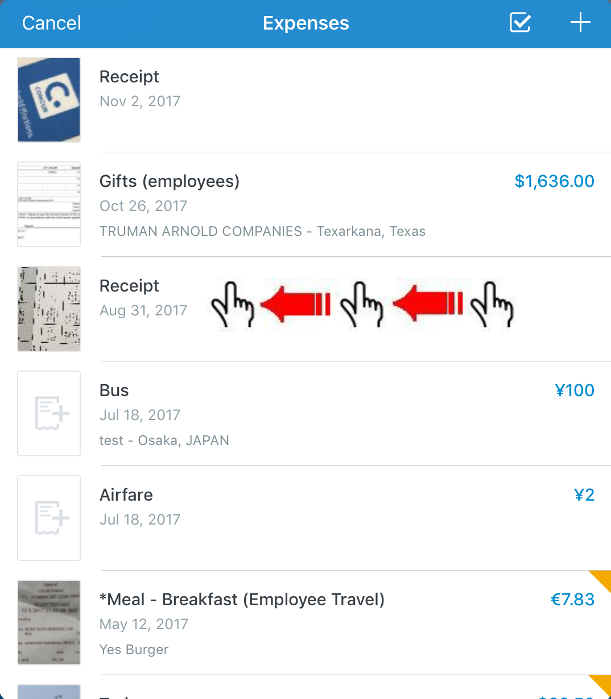 Cancel
Expenses
Receipt
Nov 2, 2017
CONCUR
Gifts (employees)
$1,636.00
Oct 26, 2017
TRUMAN ARNOLD COMPANIES - Texarkana, Texas
Receipt
Aug 31, 2017
Bus
¥100
Jul 18, 2017
test - Osaka, JAPAN
Airfare
¥2
Jul 18, 2017
*Meal - Breakfast (Employee Travel)
€7.83
May 12, 2017
Yes Burger